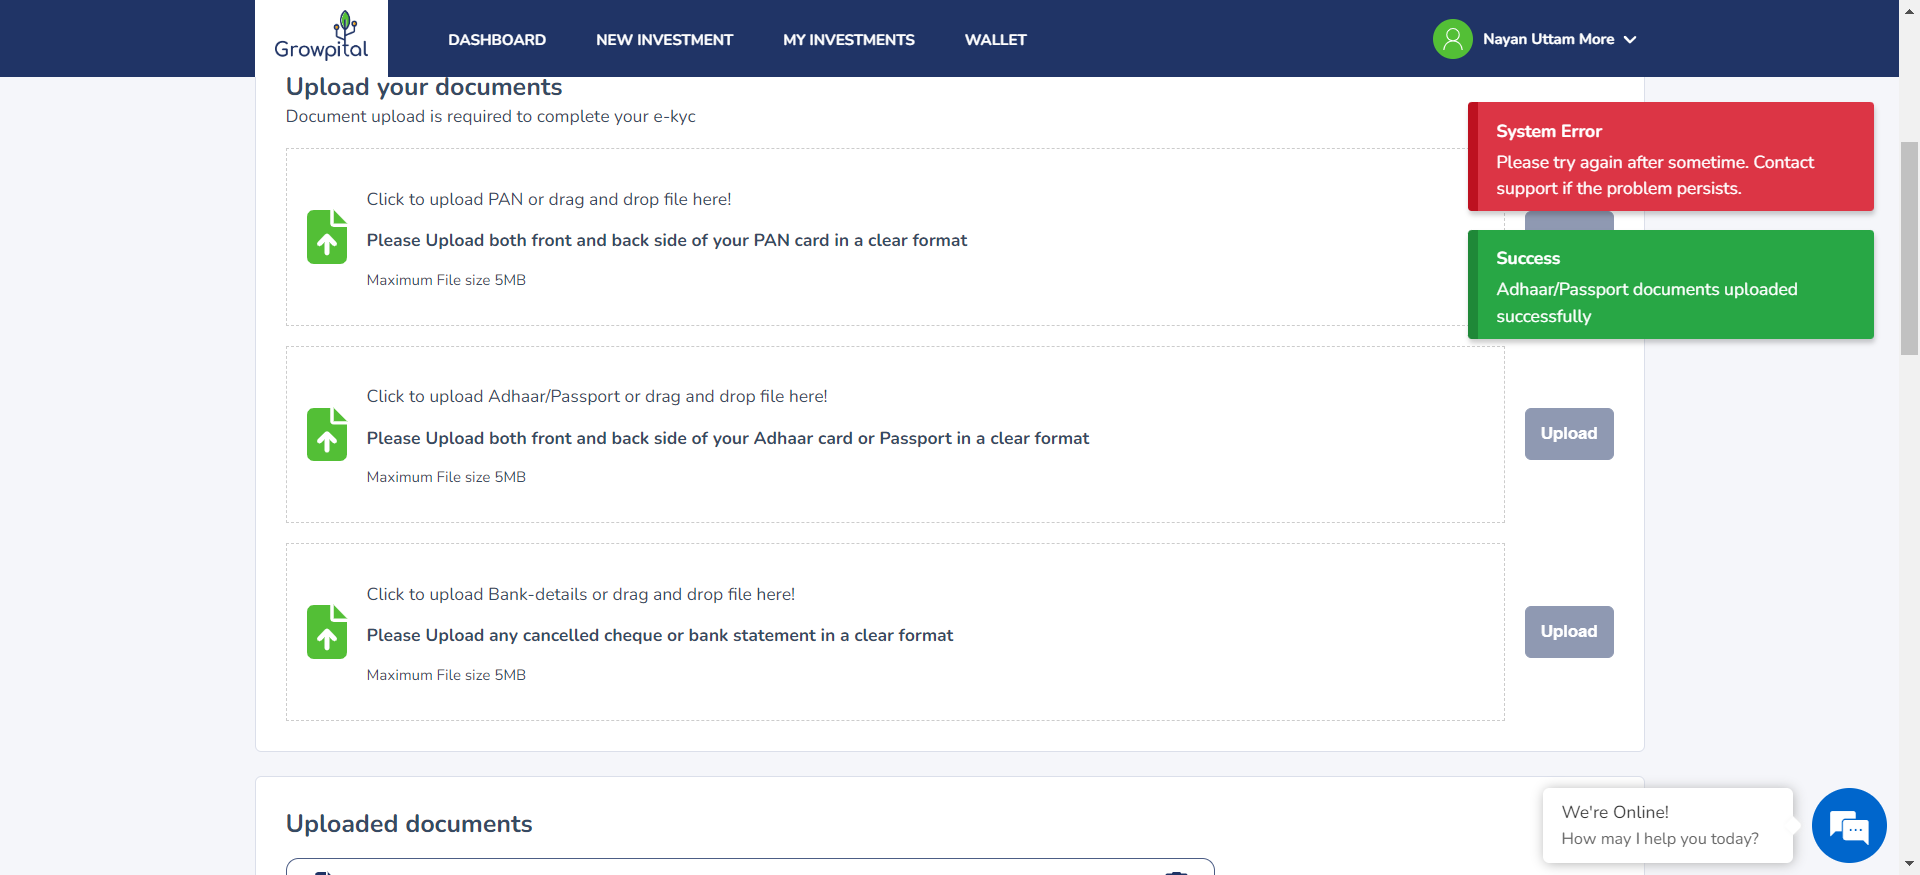 Growpital
DASHBOARD
NEW INVESTMENT
MY INVESTMENTS
WALLET
Nayan Uttam More
Upload your documents
Document upload is required to complete your e-kyc
System Error
Please try again after sometime. Contact
support if the problem persists.
Click to upload PAN or drag and drop file here!
Please Upload both front and back side of your PAN card in a clear format
Maximum File size 5MB
Success
Adhaar/Passport documents uploaded
successfully
Click to upload Adhaar/Passport or drag and drop file here!
Please Upload both front and back side of your Adhaar card or Passport in a clear format
Maximum File size 5MB
Upload
Click to upload Bank-details or drag and drop file here!
Please Upload any cancelled cheque or bank statement in a clear format
Maximum File size 5MB
Upload
Uploaded documents
We're Online!
How may I help you today?